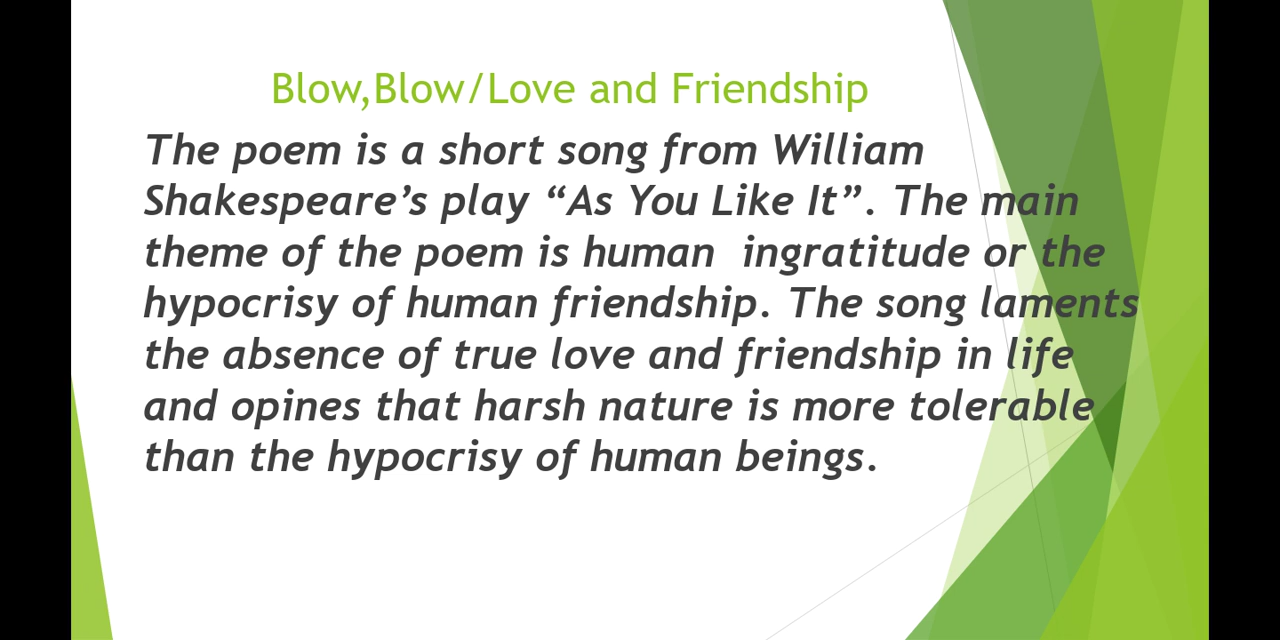 Blow,Blow/Love and Friendship
The poem is a short song from William
Shakespeare’s play “As You Like It”. The main
theme of the poem is human  ingratitude or the
hypocrisy of human friendship. The song laments
the absence of true love and friendship in life
and opines that harsh nature is more tolerable
than the hypocrisy of human beings.